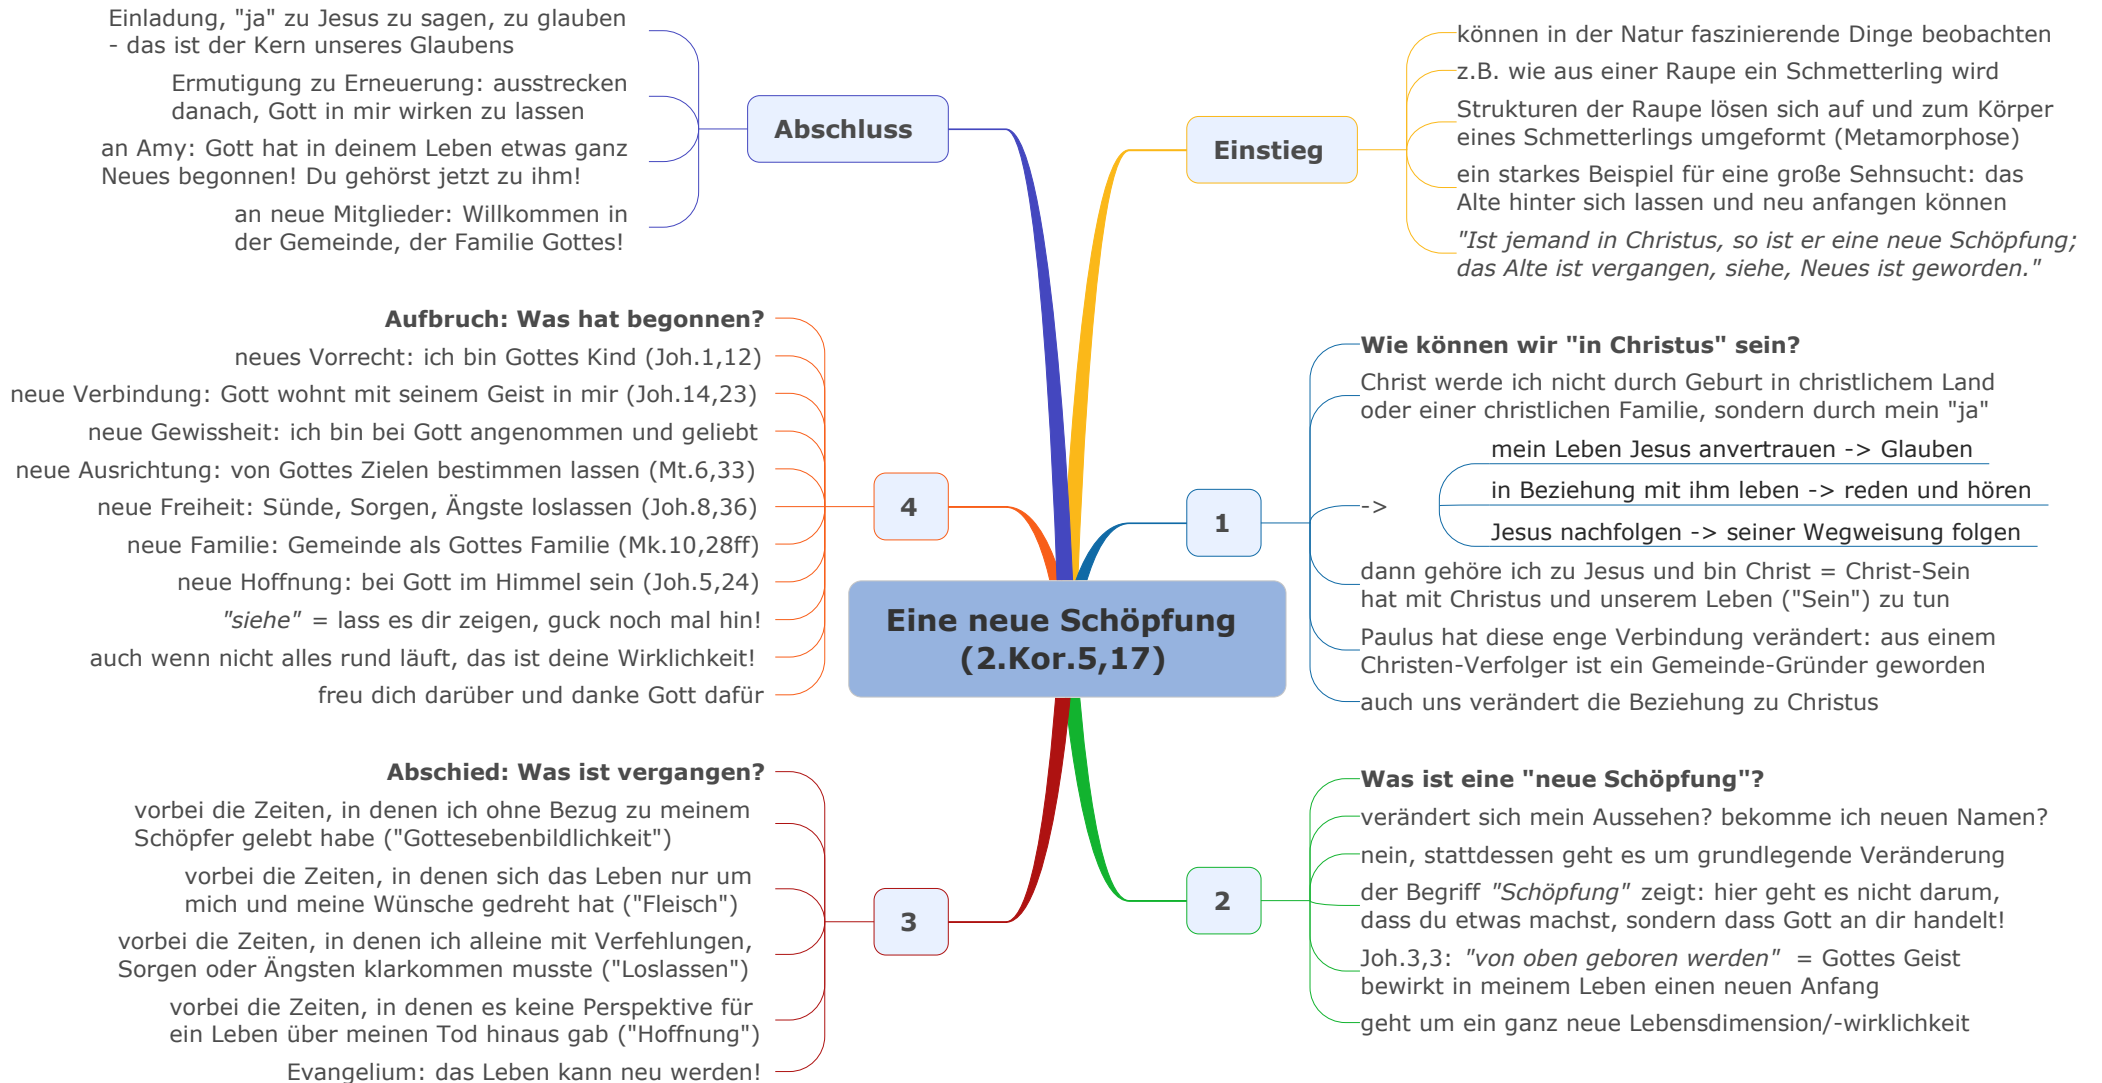 Eine neue Schöpfung
(2.Kor.5,17)
Einstieg
können in der Natur faszinierende Dinge beobachten
z.B. wie aus einer Raupe ein Schmetterling wird
Strukturen der Raupe lösen sich auf und zum Körper
eines Schmetterlings umgeformt (Metamorphose)
ein starkes Beispiel für eine große Sehnsucht: das
Alte hinter sich lassen und neu anfangen können
"Ist jemand in Christus, so ist er eine neue Schöpfung;
das Alte ist vergangen, siehe, Neues ist geworden."
1
Wie können wir "in Christus" sein?
Christ werde ich nicht durch Geburt in christlichem Land
oder einer christlichen Familie, sondern durch mein "ja"
->
mein Leben Jesus anvertrauen -> Glauben
in Beziehung mit ihm leben -> reden und hören
Jesus nachfolgen -> seiner Wegweisung folgen
dann gehöre ich zu Jesus und bin Christ = Christ-Sein
hat mit Christus und unserem Leben ("Sein") zu tun
Paulus hat diese enge Verbindung verändert: aus einem
Christen-Verfolger ist ein Gemeinde-Gründer geworden
auch uns verändert die Beziehung zu Christus
2
Was ist eine "neue Schöpfung"?
verändert sich mein Aussehen? bekomme ich neuen Namen?
nein, stattdessen geht es um grundlegende Veränderung
der Begriff "Schöpfung" zeigt: hier geht es nicht darum,
dass du etwas machst, sondern dass Gott an dir handelt!
Joh.3,3: "von oben geboren werden" = Gottes Geist
bewirkt in meinem Leben einen neuen Anfang
geht um ein ganz neue Lebensdimension/-wirklichkeit
3
Abschied: Was ist vergangen?
vorbei die Zeiten, in denen ich ohne Bezug zu meinem
Schöpfer gelebt habe ("Gottesebenbildlichkeit")
vorbei die Zeiten, in denen sich das Leben nur um
mich und meine Wünsche gedreht hat ("Fleisch")
vorbei die Zeiten, in denen ich alleine mit Verfehlungen,
Sorgen oder Ängsten klarkommen musste ("Loslassen")
vorbei die Zeiten, in denen es keine Perspektive für
ein Leben über meinen Tod hinaus gab ("Hoffnung")
Evangelium: das Leben kann neu werden!
4
Aufbruch: Was hat begonnen?
neues Vorrecht: ich bin Gottes Kind (Joh.1,12)
neue Verbindung: Gott wohnt mit seinem Geist in mir (Joh.14,23)
neue Gewissheit: ich bin bei Gott angenommen und geliebt
neue Ausrichtung: von Gottes Zielen bestimmen lassen (Mt.6,33)
neue Freiheit: Sünde, Sorgen, Ängste loslassen (Joh.8,36)
neue Familie: Gemeinde als Gottes Familie (Mk.10,28ff)
neue Hoffnung: bei Gott im Himmel sein (Joh.5,24)
"siehe" = lass es dir zeigen, guck noch mal hin!
auch wenn nicht alles rund läuft, das ist deine Wirklichkeit!
freu dich darüber und danke Gott dafür
Abschluss
Einladung, "ja" zu Jesus zu sagen, zu glauben
- das ist der Kern unseres Glaubens
Ermutigung zu Erneuerung: ausstrecken
danach, Gott in mir wirken zu lassen
an Amy: Gott hat in deinem Leben etwas ganz
Neues begonnen! Du gehörst jetzt zu ihm!
an neue Mitglieder: Willkommen in
der Gemeinde, der Familie Gottes!